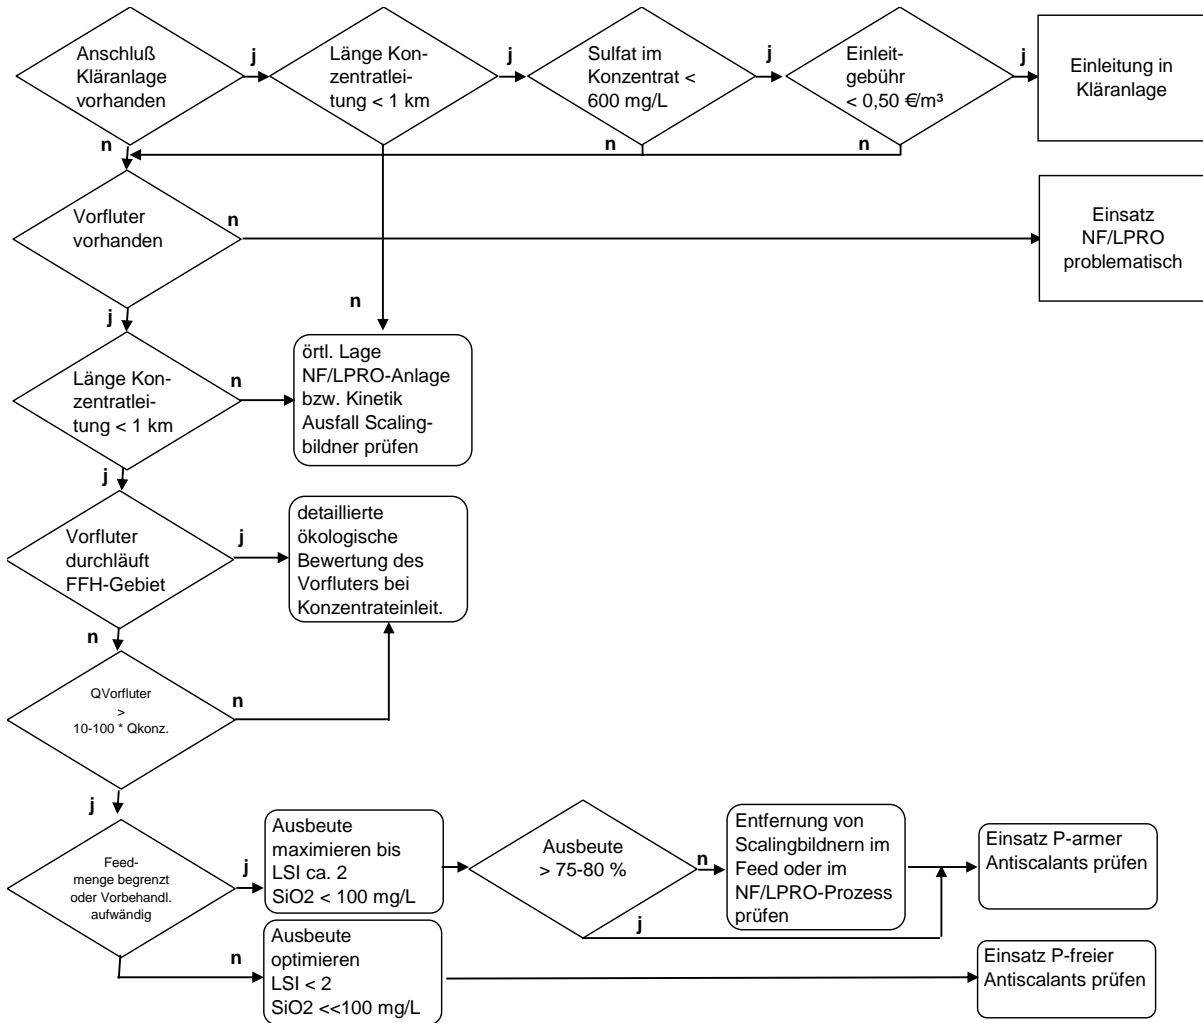 Anschluß
Kläranlage
vorhanden
j
Länge Kon-
zentratlei-
tung < 1 km
j
Sulfat im
Konzentrat <
600 mg/L
j
Einleit
gebühr
< 0,50 €/m³
j
Einleitung in
Kläranlage
n
n
n
Vorfluter
vorhanden
n
Einsatz
NF/LPRO
problematisch
j
n
Länge Kon-
zentratlei-
tung < 1 km
n
örtl. Lage
NF/LPRO-Anlage
bzw. Kinetik
Ausfall Scaling-
bildner prüfen
j
Vorfluter
durchläuft
FFH-Gebiet
j
detaillierte
ökologische
Bewertung des
Vorfluters bei
Konzentrateinleit.
n
QVorfluter
>
10-100 * Qkonz.
n
j
Feed-
menge begrenzt
oder Vorbehandl.
aufwändig
j
Ausbeute
maximieren bis
LSI ca. 2
SiO2 < 100 mg/L
Ausbeute
> 75-80 %
n
Entfernung von
Scalingbildnern im
Feed oder im
NF/LPRO-Prozess
prüfen
j
Einsatz P-armer
Antiscalants prüfen
n
Ausbeute
optimieren
LSI < 2
SiO2 <<100 mg/L
Einsatz P-freier
Antiscalants prüfen